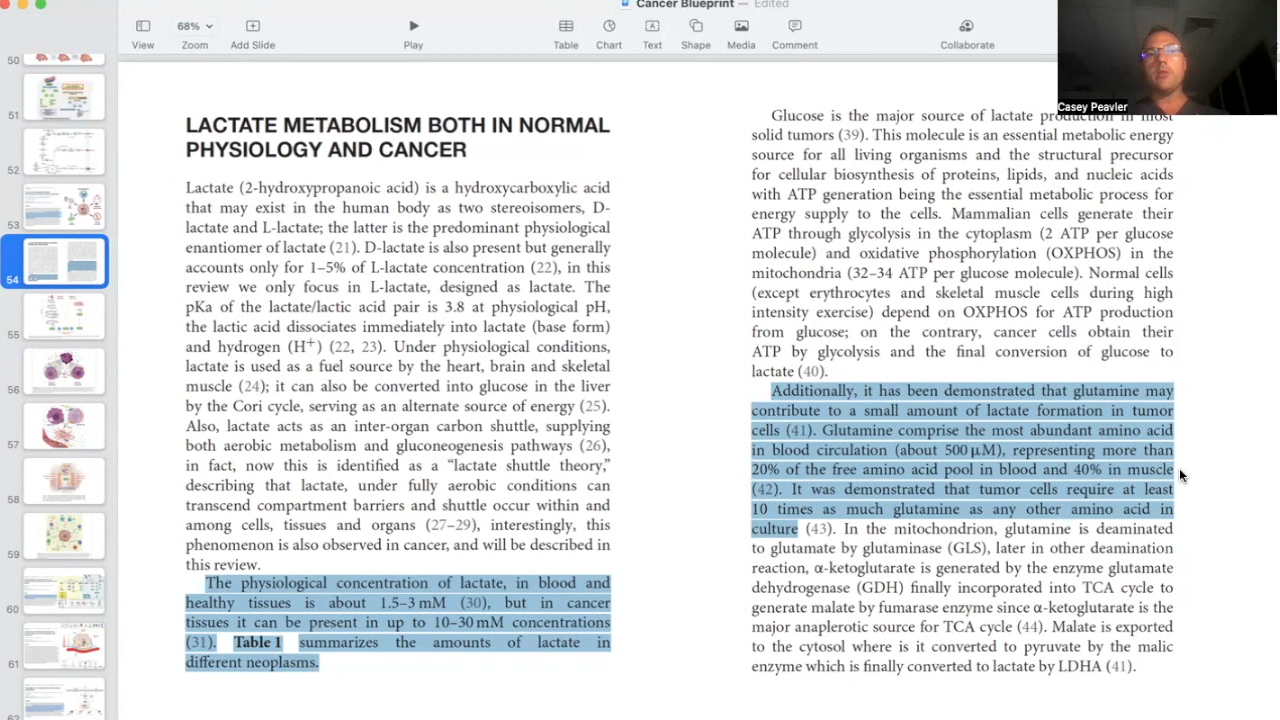 Cancer Blueprint — Edited
68%
View
Zoom
Add Slide
Play
Table
Chart
Text
Shape
Media
Comment
Collaborate
Casey Peavler
50
51
52
53
54
55
56
57
58
59
60
61
LACTATE METABOLISM BOTH IN NORMAL
PHYSIOLOGY AND CANCER
Lactate (2-hydroxypropanoic acid) is a hydroxycarboxylic acid
that may exist in the human body as two stereoisomers, D-
lactate and L-lactate; the latter is the predominant physiological
enantiomer of lactate (21). D-lactate is also present but generally
accounts only for 1–5% of L-lactate concentration (22), in this
review we only focus in L-lactate, designed as lactate. The
pKa of the lactate/lactic acid pair is 3.8 at physiological pH,
the lactic acid dissociates immediately into lactate (base form)
and hydrogen (H+) (22, 23). Under physiological conditions,
lactate is used as a fuel source by the heart, brain and skeletal
muscle (24); it can also be converted into glucose in the liver
by the Cori cycle, serving as an alternate source of energy (25).
Also, lactate acts as an inter-organ carbon shuttle, supplying
both aerobic metabolism and gluconeogenesis pathways (26),
in fact, now this is identified as a “lactate shuttle theory,”
describing that lactate, under fully aerobic conditions can
transcend compartment barriers and shuttle occur within and
among cells, tissues and organs (27–29), interestingly, this
phenomenon is also observed in cancer, and will be described in
this review.
The physiological concentration of lactate, in blood and
healthy tissues is about 1.5–3 mM (30), but in cancer
tissues it can be present in up to 10–30 mM concentrations
(31). Table 1 summarizes the amounts of lactate in
different neoplasms.
Glucose is the major source of lactate production in most
solid tumors (39). This molecule is an essential metabolic energy
source for all living organisms and the structural precursor
for cellular biosynthesis of proteins, lipids, and nucleic acids
with ATP generation being the essential metabolic process for
energy supply to the cells. Mammalian cells generate their
ATP through glycolysis in the cytoplasm (2 ATP per glucose
molecule) and oxidative phosphorylation (OXPHOS) in the
mitochondria (32–34 ATP per glucose molecule). Normal cells
(except erythrocytes and skeletal muscle cells during high
intensity exercise) depend on OXPHOS for ATP production
from glucose; on the contrary, cancer cells obtain their
ATP by glycolysis and the final conversion of glucose to
lactate (40).
Additionally, it has been demonstrated that glutamine may
contribute to a small amount of lactate formation in tumor
cells (41). Glutamine comprise the most abundant amino acid
in blood circulation (about 500 µM), representing more than
20% of the free amino acid pool in blood and 40% in muscle
(42). It was demonstrated that tumor cells require at least
10 times as much glutamine as any other amino acid in
culture (43). In the mitochondrion, glutamine is deaminated
to glutamate by glutaminase (GLS), later in other deamination
reaction, α-ketoglutarate is generated by the enzyme glutamate
dehydrogenase (GDH) finally incorporated into TCA cycle to
generate malate by fumarase enzyme since α-ketoglutarate is the
major anaplerotic source for TCA cycle (44). Malate is exported
to the cytosol where is it converted to pyruvate by the malic
enzyme which is finally converted to lactate by LDHA (41).